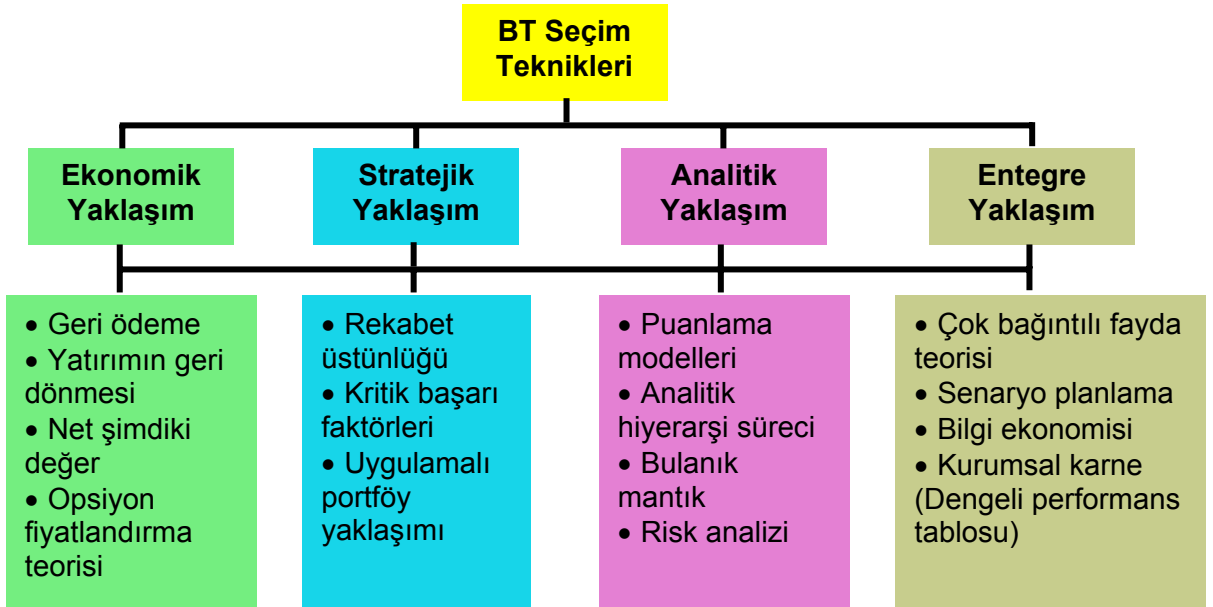 BT Seçim
Teknikleri
Ekonomik
Yaklaşım
Stratejik
Yaklaşım
Analitik
Yaklaşım
Entegre
Yaklaşım
• Geri ödeme
• Yatırımın geri
dönmesi
• Net şimdiki
değer
• Opsiyon
fiyatlandırma
teorisi
• Rekabet
üstünlüğü
• Kritik başarı
faktörleri
• Uygulamalı
portföy
yaklaşımı
• Puanlama
modelleri
• Analitik
hiyerarşi süreci
• Bulanık
mantık
• Risk analizi
• Çok bağıntılı fayda
teorisi
• Senaryo planlama
• Bilgi ekonomisi
• Kurumsal karne
(Dengeli performans
tablosu)